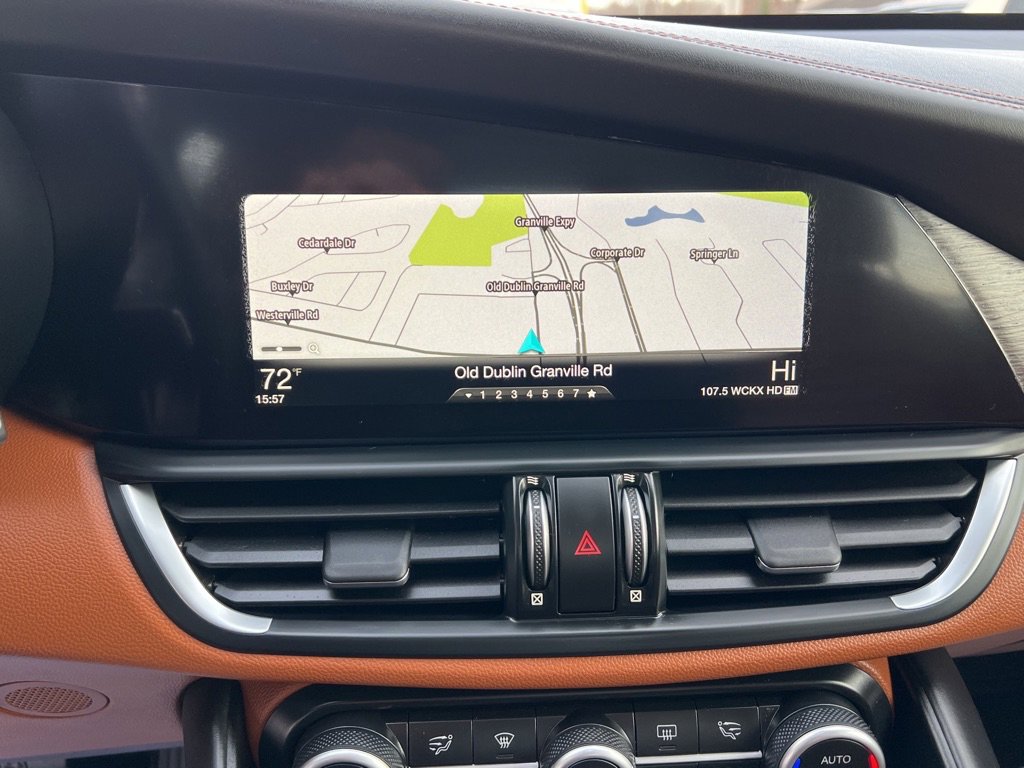 Granville Expy
Cedardale Dr
Corporate Dr
Springer Ln
Buxley Dr
Old Dublin Granville Rd
Westerville Rd
72°F
Old Dublin Granville Rd
Hi
15:57
1 2 3 4 5 6 7
107.5 WCKX HD FM
AUTO